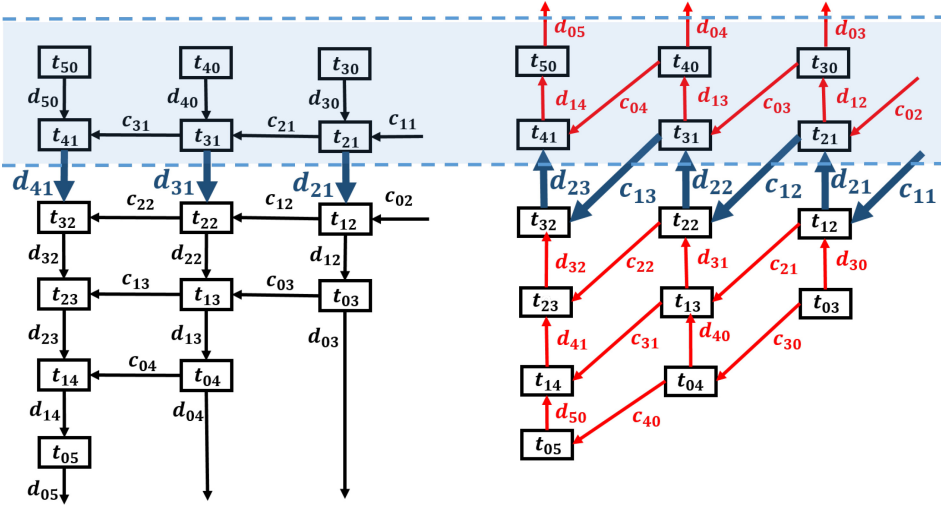 d₀₅ d₀₄ d₀₃
t₅₀ t₄₀ t₃₀ t₅₀ t₄₀ t₃₀
d₅₀ d₄₀ d₃₀ d₁₄ c₀₄ d₁₃ c₀₃ d₁₂ c₀₂
c₃₁ c₂₁ c₁₁
t₄₁ t₃₁ t₂₁ t₄₁ t₃₁ t₂₁
d₄₁ d₃₁ d₂₁ d₂₃ c₁₃ d₂₂ c₁₂ d₂₁ c₁₁
c₂₂ c₁₂ c₀₂
t₃₂ t₂₂ t₁₂ t₃₂ t₂₂ t₁₂
d₃₂ d₂₂ d₁₂ d₃₂ c₂₂ d₃₁ c₂₁ d₃₀
c₁₃ c₀₃
t₂₃ t₁₃ t₀₃ t₂₃ t₁₃ t₀₃
d₂₃ d₁₃ d₀₃ d₄₁ c₃₁ d₄₀ c₃₀
c₀₄
t₁₄ t₀₄ t₁₄ t₀₄
d₁₄ d₀₄ d₅₀ c₄₀
t₀₅ t₀₅
d₀₅